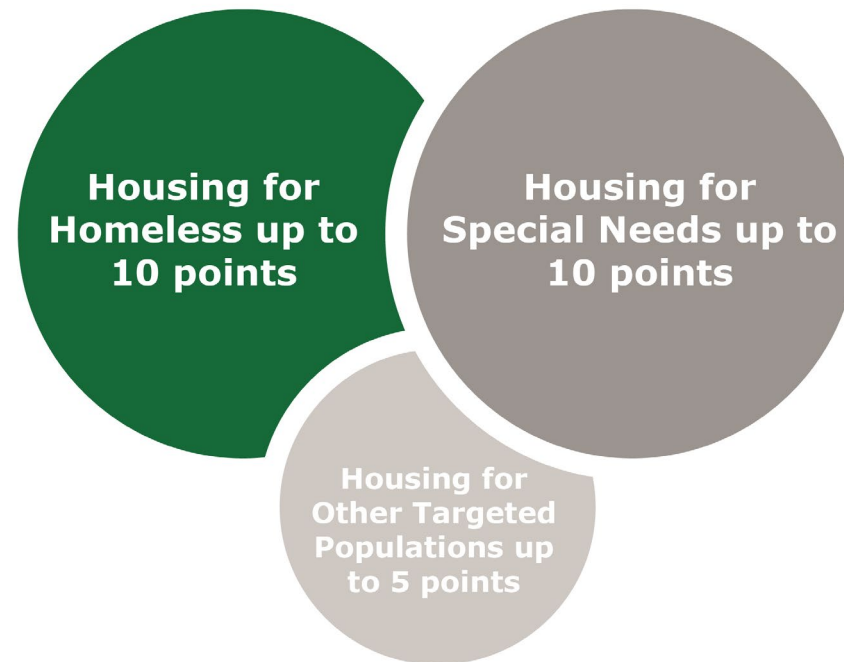 Housing for
Homeless up to
10 points
Housing for
Special Needs up to
10 points
Housing for
Other Targeted
Populations up
to 5 points